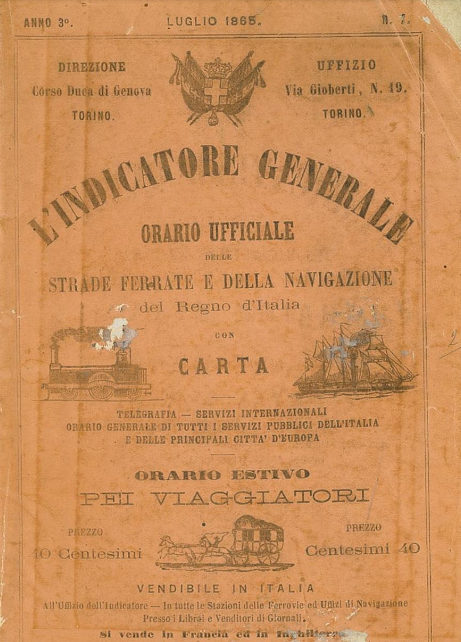 ANNO 3º. LUGLIO 1865. N. 7.
DIREZIONE
Corso Duca di Genova
TORINO.
UFFIZIO
Via Gioberti, N. 19.
TORINO.
L'INDICATORE GENERALE
ORARIO UFFICIALE
DELLE
STRADE FERRATE E DELLA NAVIGAZIONE
del Regno d'Italia
CON
CARTA
TELEGRAFIA — SERVIZI INTERNAZIONALI
ORARIO GENERALE DI TUTTI I SERVIZI PUBBLICI DELL'ITALIA
E DELLE PRINCIPALI CITTA' D'EUROPA
ORARIO ESTIVO
PEI VIAGGIATORI
PREZZO
40 Centesimi
PREZZO
Centesimi 40
VENDIBILE IN ITALIA
All'Uffizio dell'Indicatore — In tutte le Stazioni delle Ferrovie ed Uffizi di Navigazione
Presso i Librai e Venditori di Giornali.
Si vende in Francia ed in Inghilterra